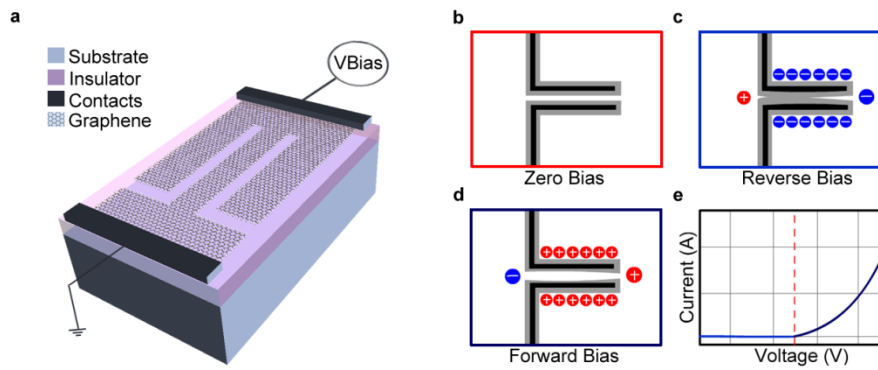 a
Substrate
Insulator
Contacts
Graphene
VBias
b
Zero Bias
c
+
− − − − − −
−
− − − − − −
Reverse Bias
d
+ + + + + +
−
+
+ + + + + +
Forward Bias
e
Current (A)
Voltage (V)